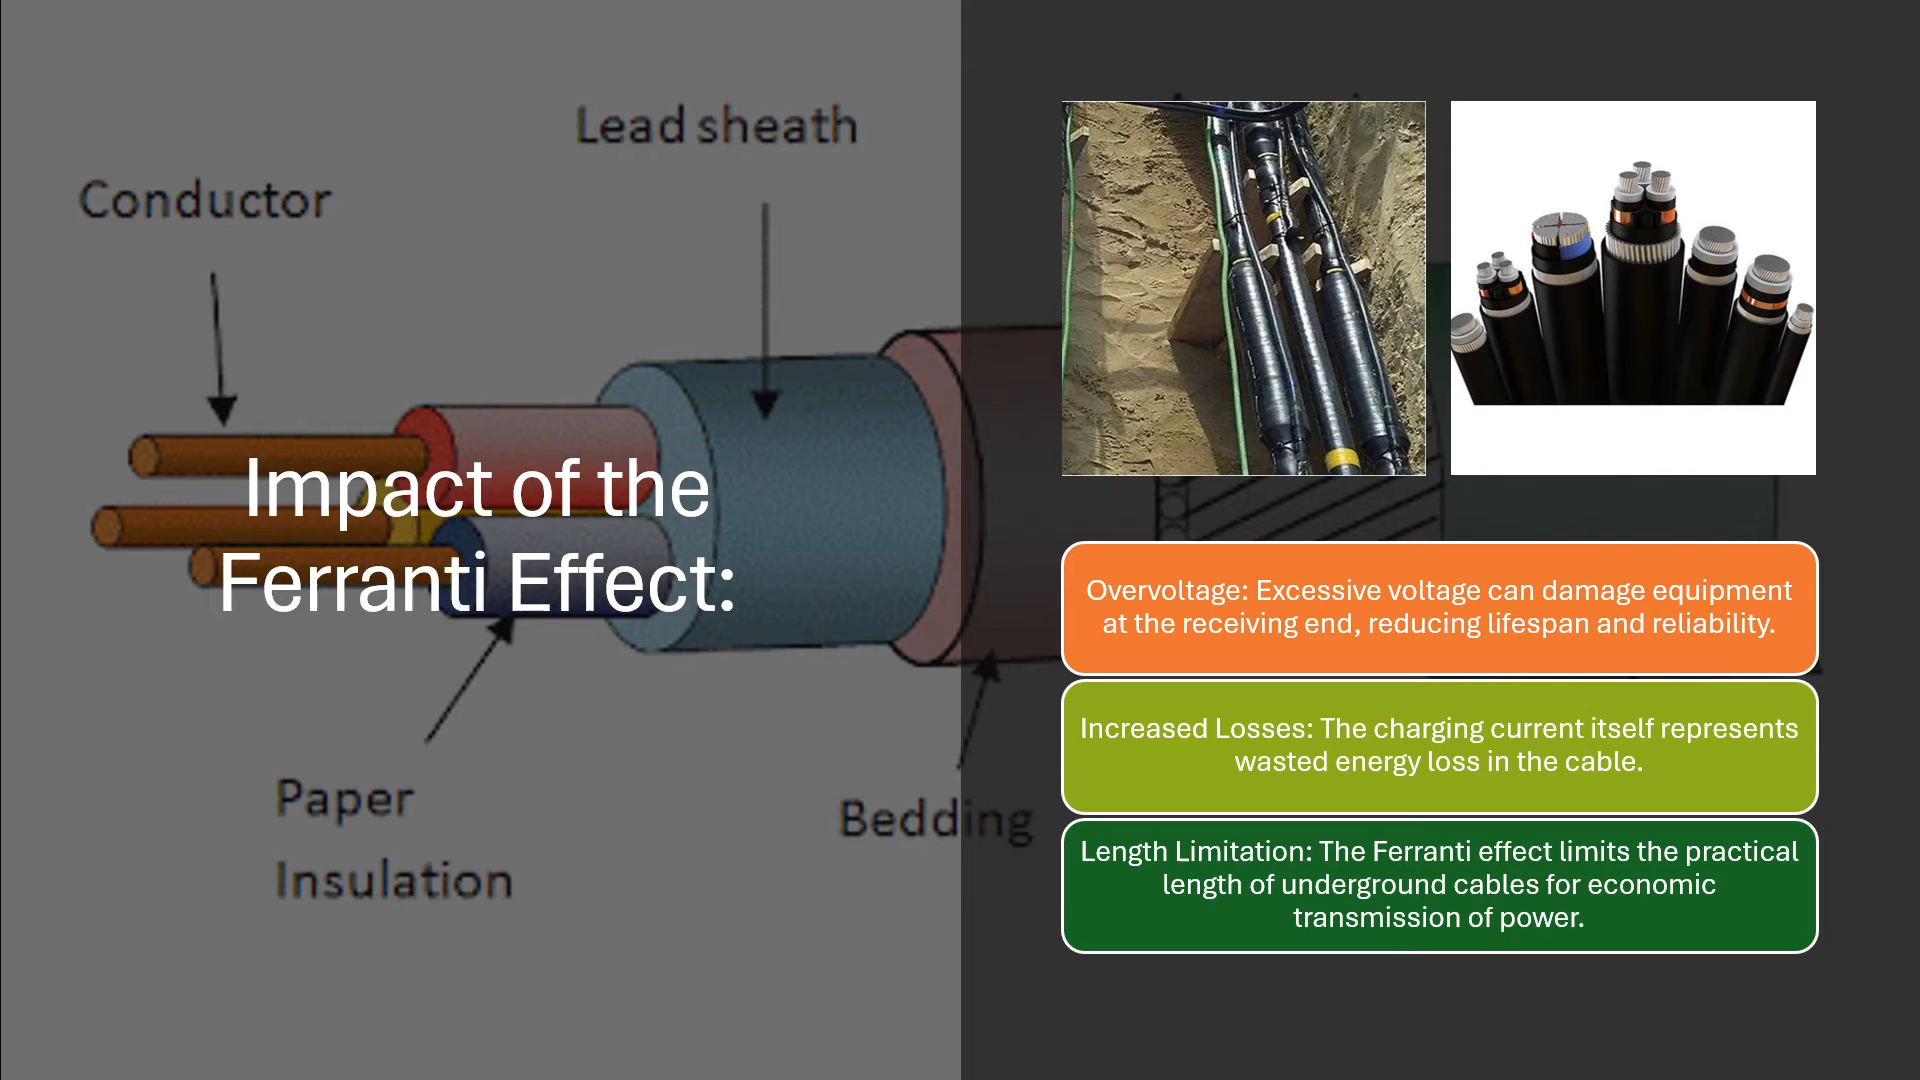 Lead sheath
Conductor
Impact of the
Ferranti Effect:
Paper
Insulation
Bedding
Overvoltage: Excessive voltage can damage equipment
at the receiving end, reducing lifespan and reliability.
Increased Losses: The charging current itself represents
wasted energy loss in the cable.
Length Limitation: The Ferranti effect limits the practical
length of underground cables for economic
transmission of power.